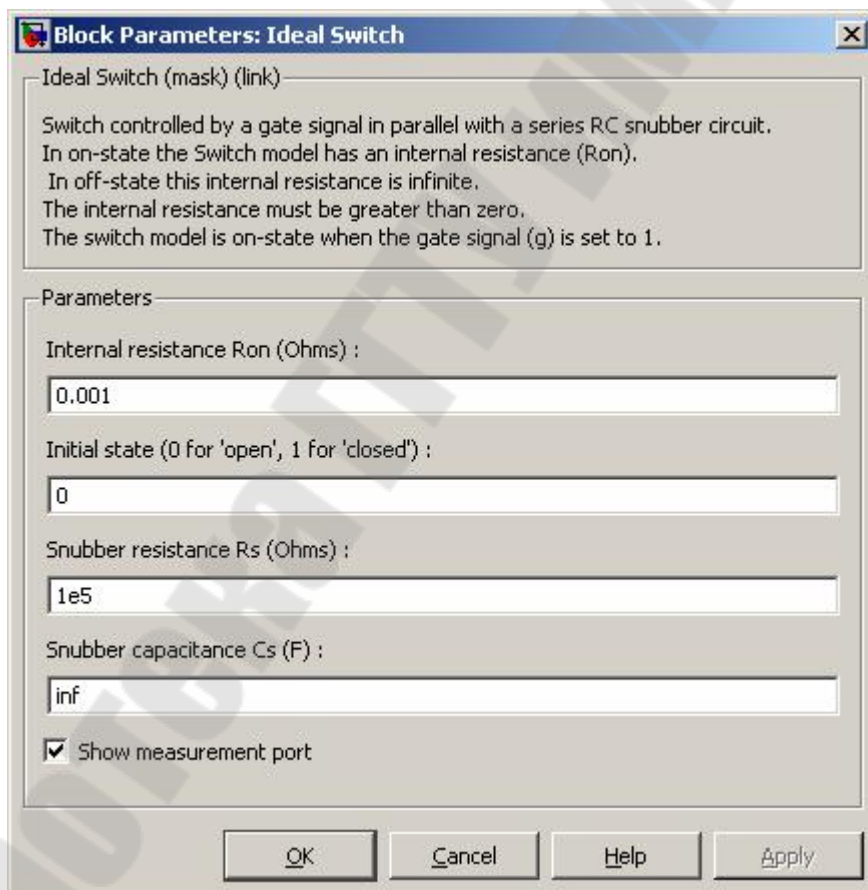 Block Parameters: Ideal Switch
Ideal Switch (mask) (link)
Switch controlled by a gate signal in parallel with a series RC snubber circuit.
In on-state the Switch model has an internal resistance (Ron).
In off-state this internal resistance is infinite.
The internal resistance must be greater than zero.
The switch model is on-state when the gate signal (g) is set to 1.
Parameters
Internal resistance Ron (Ohms) :
0.001
Initial state (0 for 'open', 1 for 'closed') :
0
Snubber resistance Rs (Ohms) :
1e5
Snubber capacitance Cs (F) :
inf
Show measurement port
OK Cancel Help Apply